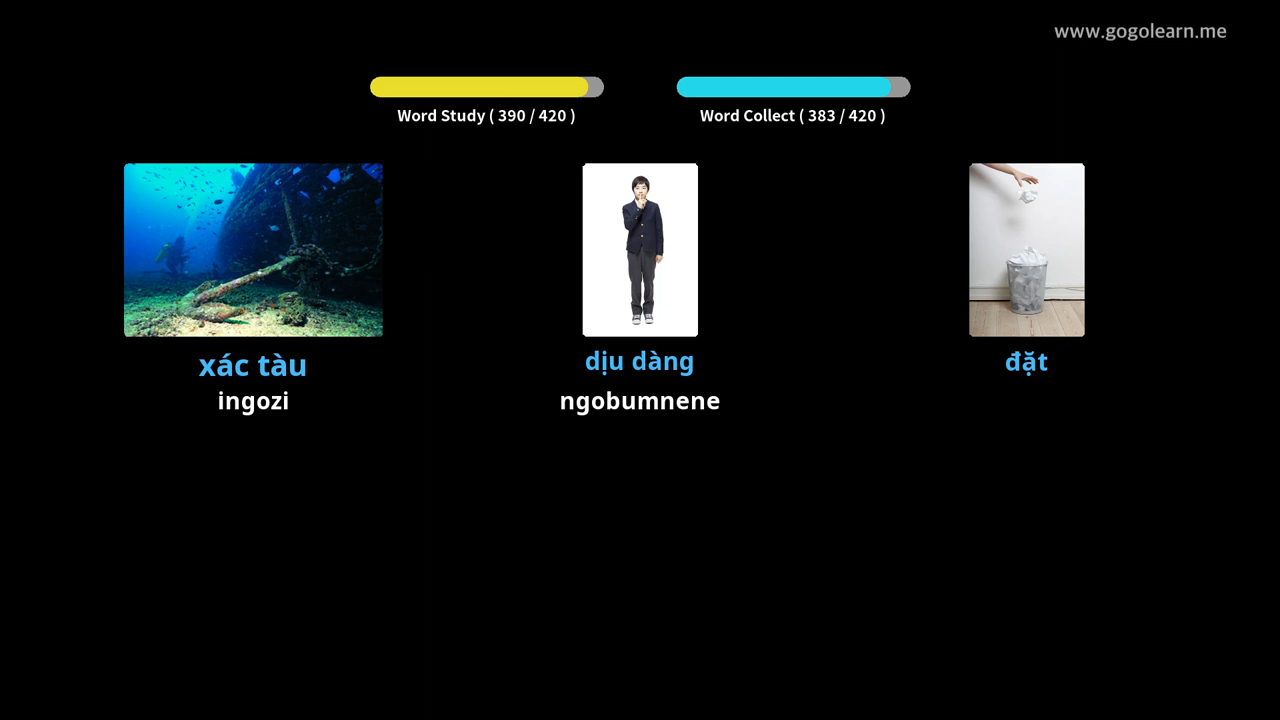 www.gogolearn.me
Word Study ( 390 / 420 )
Word Collect ( 383 / 420 )
xác tàu
ingozi
dịu dàng
ngobumnene
đặt